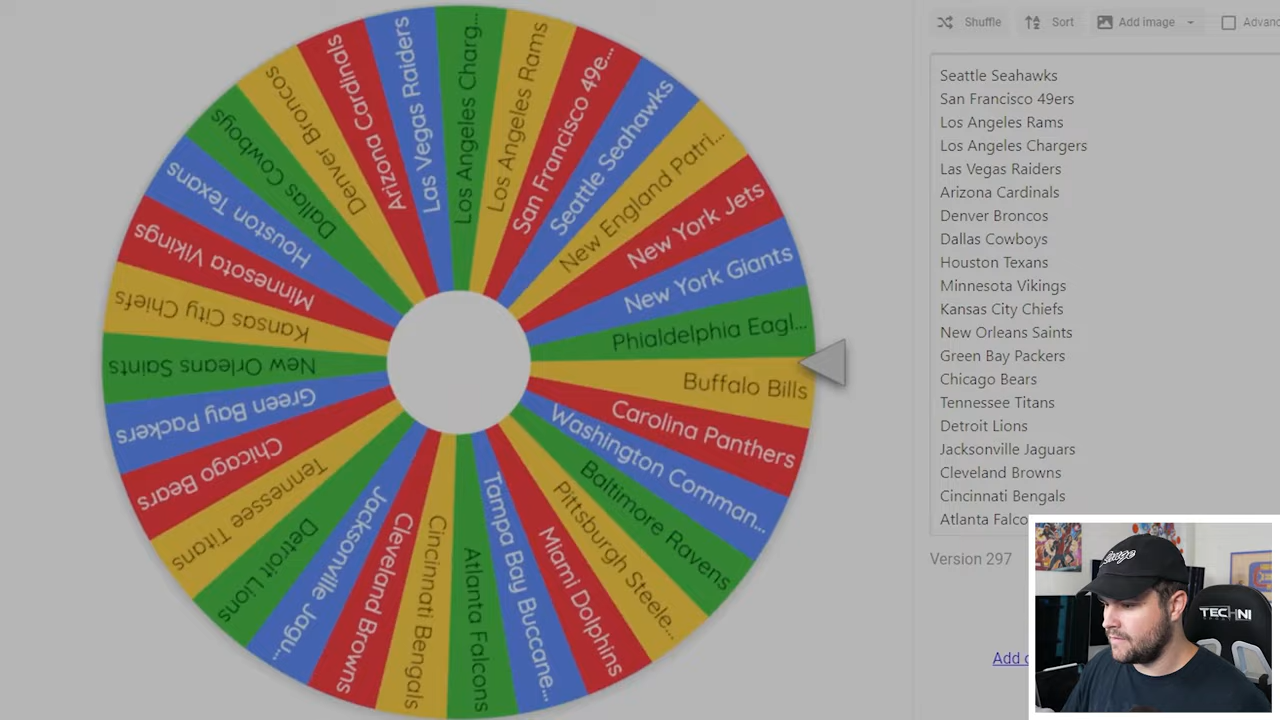 Shuffle
Sort
Add image
Advanc
Seattle Seahawks
San Francisco 49ers
Los Angeles Rams
Los Angeles Chargers
Las Vegas Raiders
Arizona Cardinals
Denver Broncos
Dallas Cowboys
Houston Texans
Minnesota Vikings
Kansas City Chiefs
New Orleans Saints
Green Bay Packers
Chicago Bears
Tennessee Titans
Detroit Lions
Jacksonville Jaguars
Cleveland Browns
Cincinnati Bengals
Atlanta Falco
Version 297
Add
Los Angeles Charg...
Los Angeles Rams
San Francisco 49e...
Seattle Seahawks
New England Patri...
New York Jets
New York Giants
Phialdelphia Eagl...
Buffalo Bills
Carolina Panthers
Washington Comman...
Baltimore Ravens
Pittsburgh Steele...
Miami Dolphins
Tampa Bay Buccane...
Atlanta Falcons
Cincinnati Bengals
Cleveland Browns
Jacksonville Jagu...
Detroit Lions
Tennessee Titans
Chicago Bears
Green Bay Packers
New Orleans Saints
Kansas City Chiefs
Minnesota Vikings
Houston Texans
Dallas Cowboys
Denver Broncos
Arizona Cardinals
Las Vegas Raiders
TECHNI